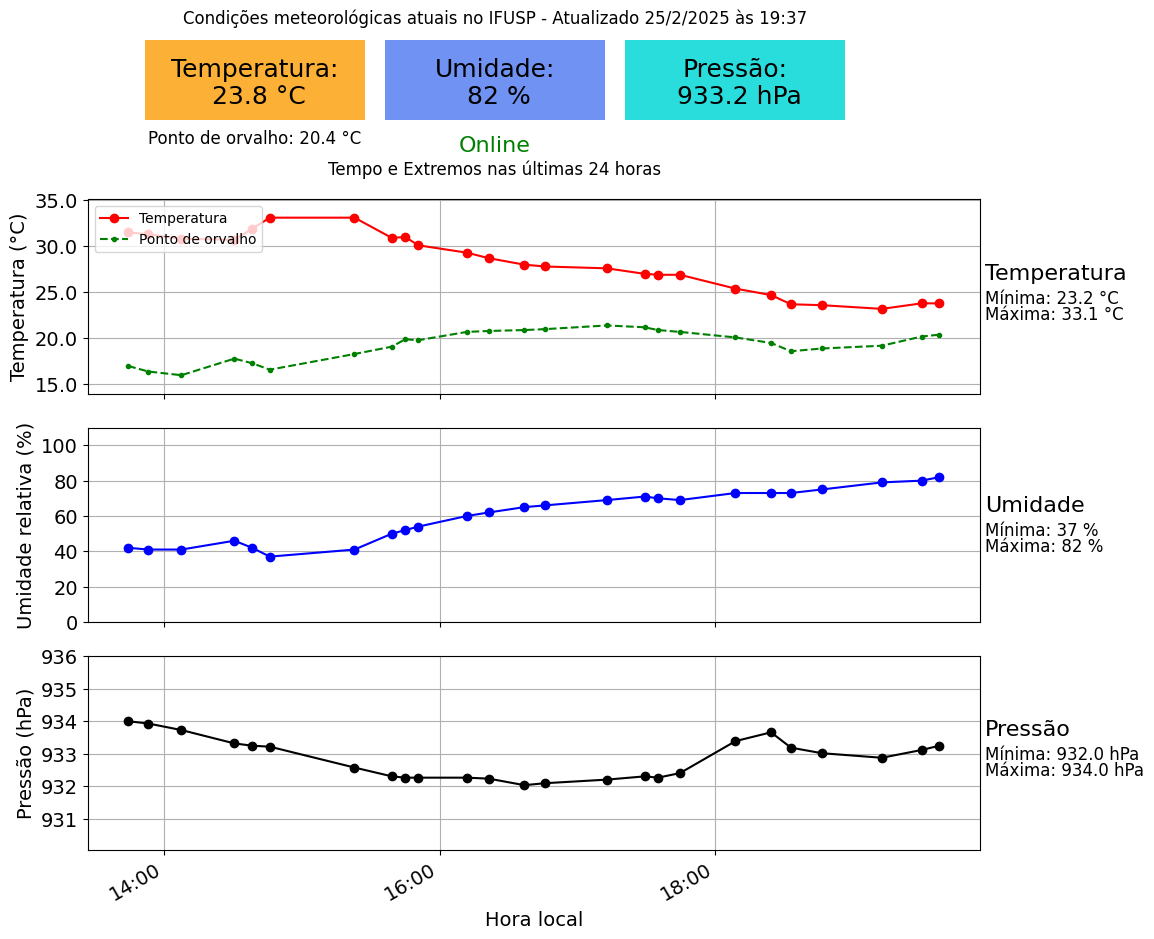 Condições meteorológicas atuais no IFUSP - Atualizado 25/2/2025 às 19:37
Temperatura:
23.8 °C
Umidade:
82 %
Pressão:
933.2 hPa
Ponto de orvalho: 20.4 °C
Online
Tempo e Extremos nas últimas 24 horas
Temperatura (°C)
35.0
30.0
25.0
20.0
15.0
Temperatura
Ponto de orvalho
Temperatura
Mínima: 23.2 °C
Máxima: 33.1 °C
Umidade relativa (%)
100
80
60
40
20
0
Umidade
Mínima: 37 %
Máxima: 82 %
Pressão (hPa)
936
935
934
933
932
931
Pressão
Mínima: 932.0 hPa
Máxima: 934.0 hPa
14:00
16:00
18:00
Hora local